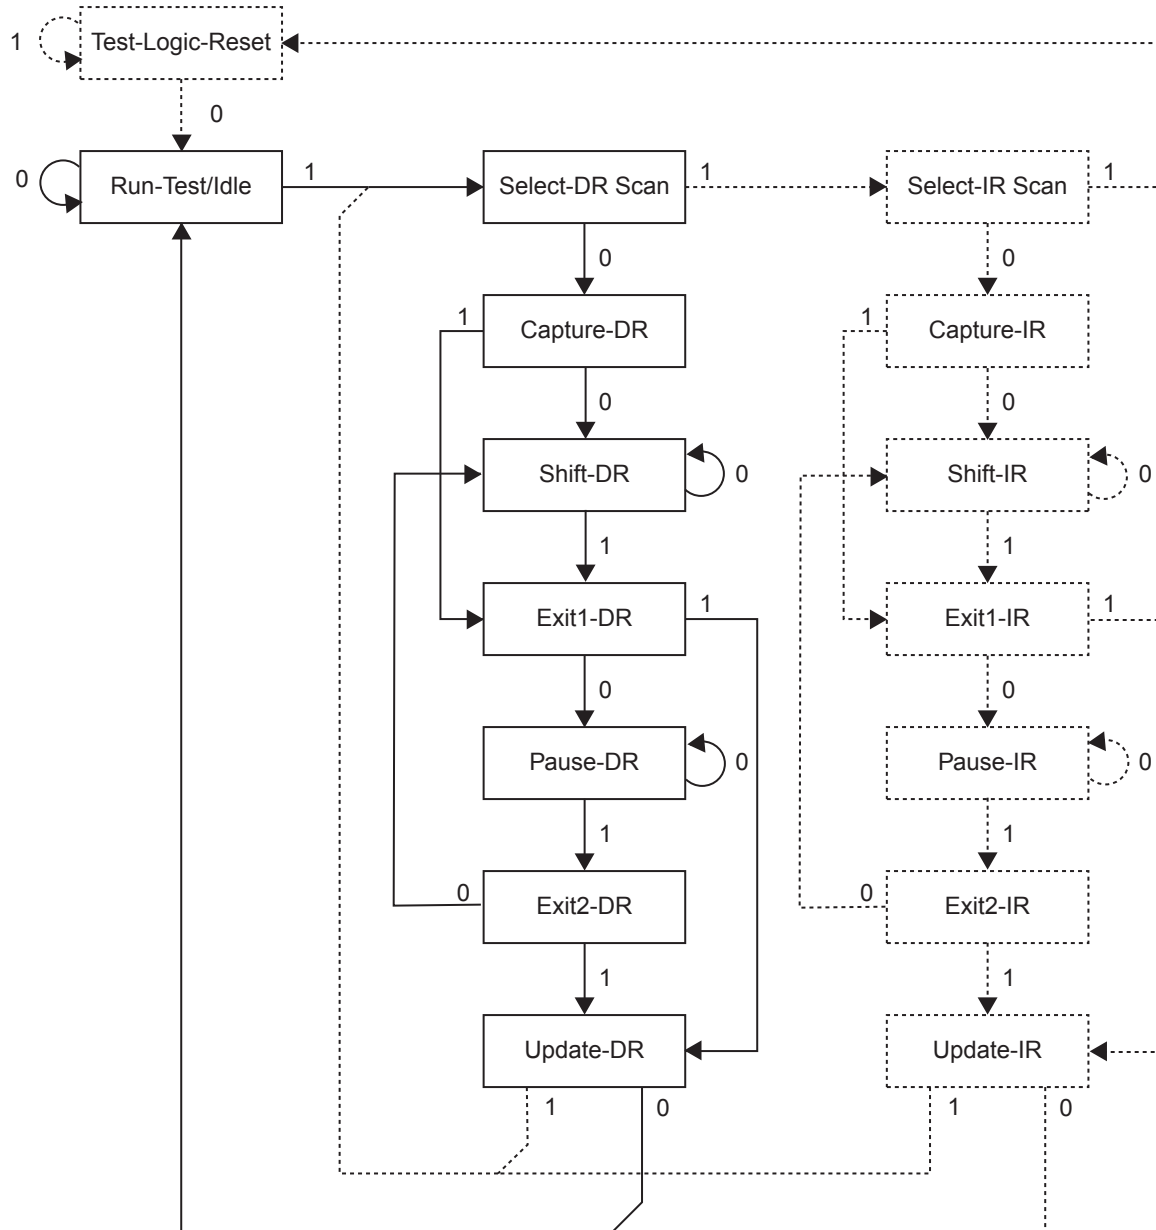 1
Test-Logic-Reset
0
0
Run-Test/Idle
1
Select-DR Scan
1
Select-IR Scan
1
0
0
1
Capture-DR
1
Capture-IR
0
0
Shift-DR
0
Shift-IR
0
1
1
Exit1-DR
1
Exit1-IR
1
0
0
Pause-DR
0
Pause-IR
0
1
1
0
Exit2-DR
0
Exit2-IR
1
1
Update-DR
Update-IR
1
0
1
0